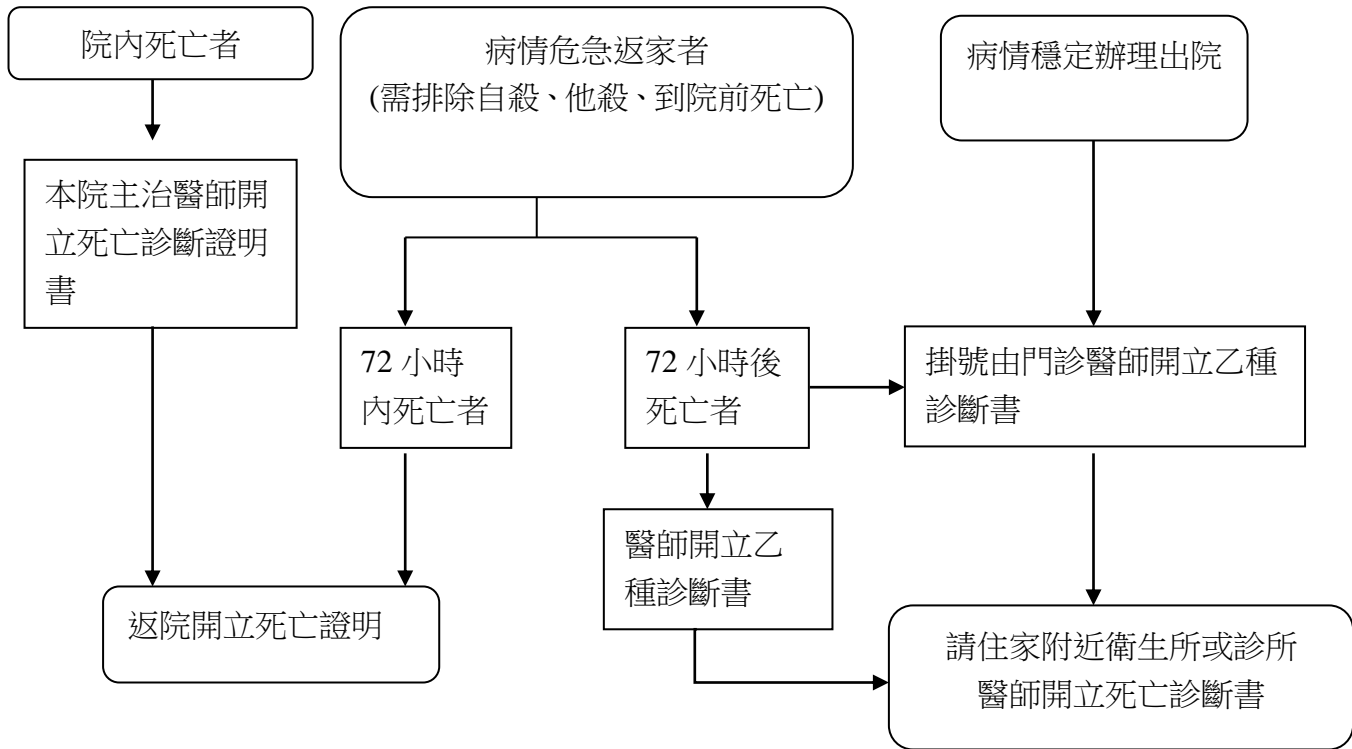 院內死亡者
病情危急返家者
(需排除自殺、他殺、到院前死亡)
病情穩定辦理出院
本院主治醫師開
立死亡診斷證明
書
72 小時
內死亡者
72 小時後
死亡者
掛號由門診醫師開立乙種
診斷書
醫師開立乙
種診斷書
返院開立死亡證明
請住家附近衛生所或診所
醫師開立死亡診斷書